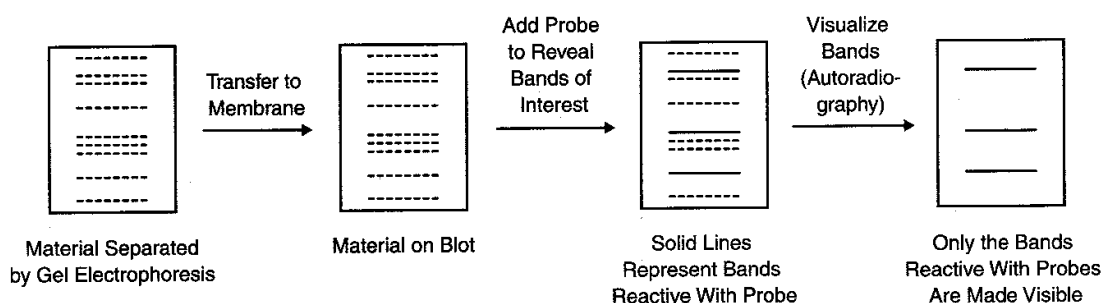 Transfer to
Membrane
Add Probe
to Reveal
Bands of
Interest
Visualize
Bands
(Autoradio-
graphy)
Material Separated
by Gel Electrophoresis
Material on Blot
Solid Lines
Represent Bands
Reactive With Probe
Only the Bands
Reactive With Probes
Are Made Visible